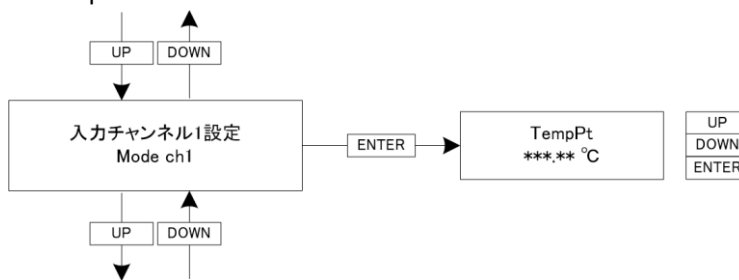 UP DOWN
入力チャンネル1設定
Mode ch1
ENTER
TempPt
***.** ℃
UP
DOWN
ENTER
UP DOWN